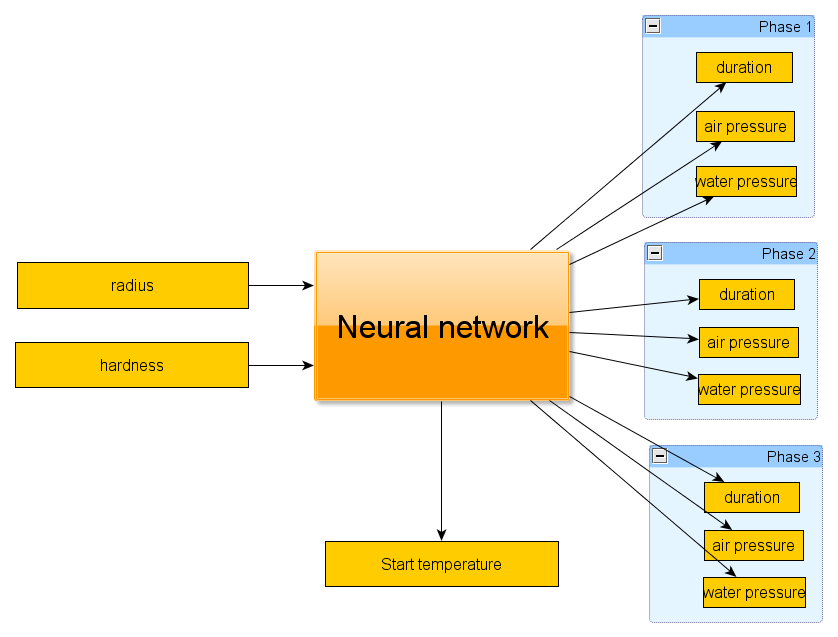 Phase 1
duration
air pressure
water pressure
Phase 2
duration
air pressure
water pressure
radius
hardness
Neural network
Phase 3
duration
air pressure
water pressure
Start temperature